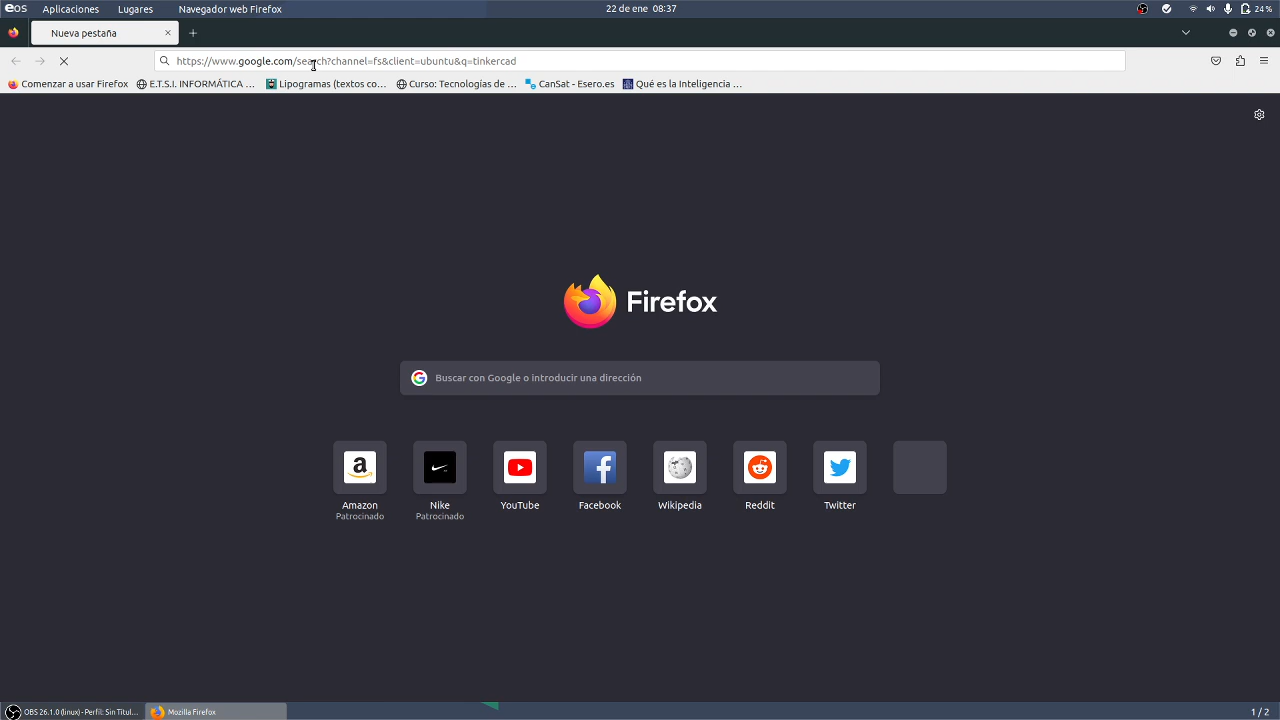 eos Aplicaciones Lugares Navegador web Firefox 22 de ene 08:37 24 %
Nueva pestaña
https://www.google.com/search?channel=fs&client=ubuntu&q=tinkercad
Comenzar a usar Firefox E.T.S.I. INFORMÁTICA ... Lipogramas (textos co... Curso: Tecnologías de ... CanSat - Esero.es Qué es la Inteligencia ...
Firefox
Buscar con Google o introducir una dirección
Amazon Nike YouTube Facebook Wikipedia Reddit Twitter
Patrocinado Patrocinado
OBS 26.1.0 (linux) - Perfil: Sin Titul... Mozilla Firefox 1 / 2